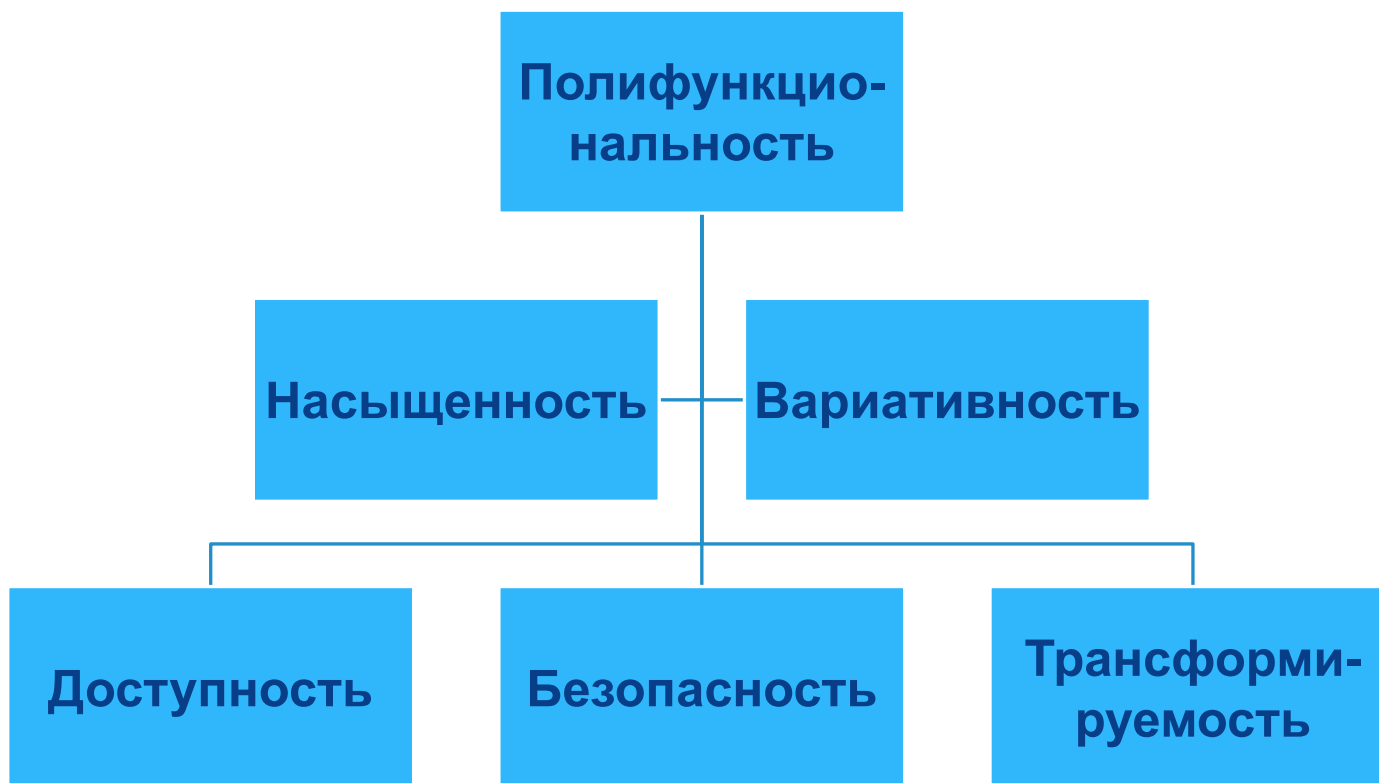 Полифункцио-
нальность
Насыщенность
Вариативность
Доступность
Безопасность
Трансформи-
руемость